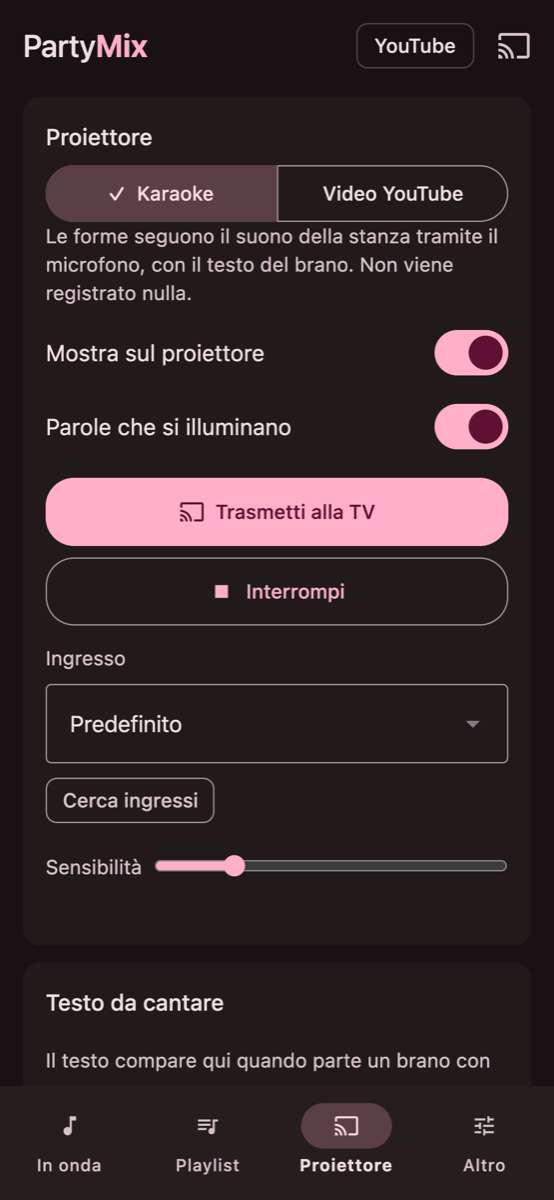 PartyMix
YouTube
Proiettore
Karaoke
Video YouTube
Le forme seguono il suono della stanza tramite il
microfono, con il testo del brano. Non viene
registrato nulla.
Mostra sul proiettore
Parole che si illuminano
Trasmetti alla TV
Interrompi
Ingresso
Predefinito
Cerca ingressi
Sensibilità
Testo da cantare
Il testo compare qui quando parte un brano con
In onda
Playlist
Proiettore
Altro